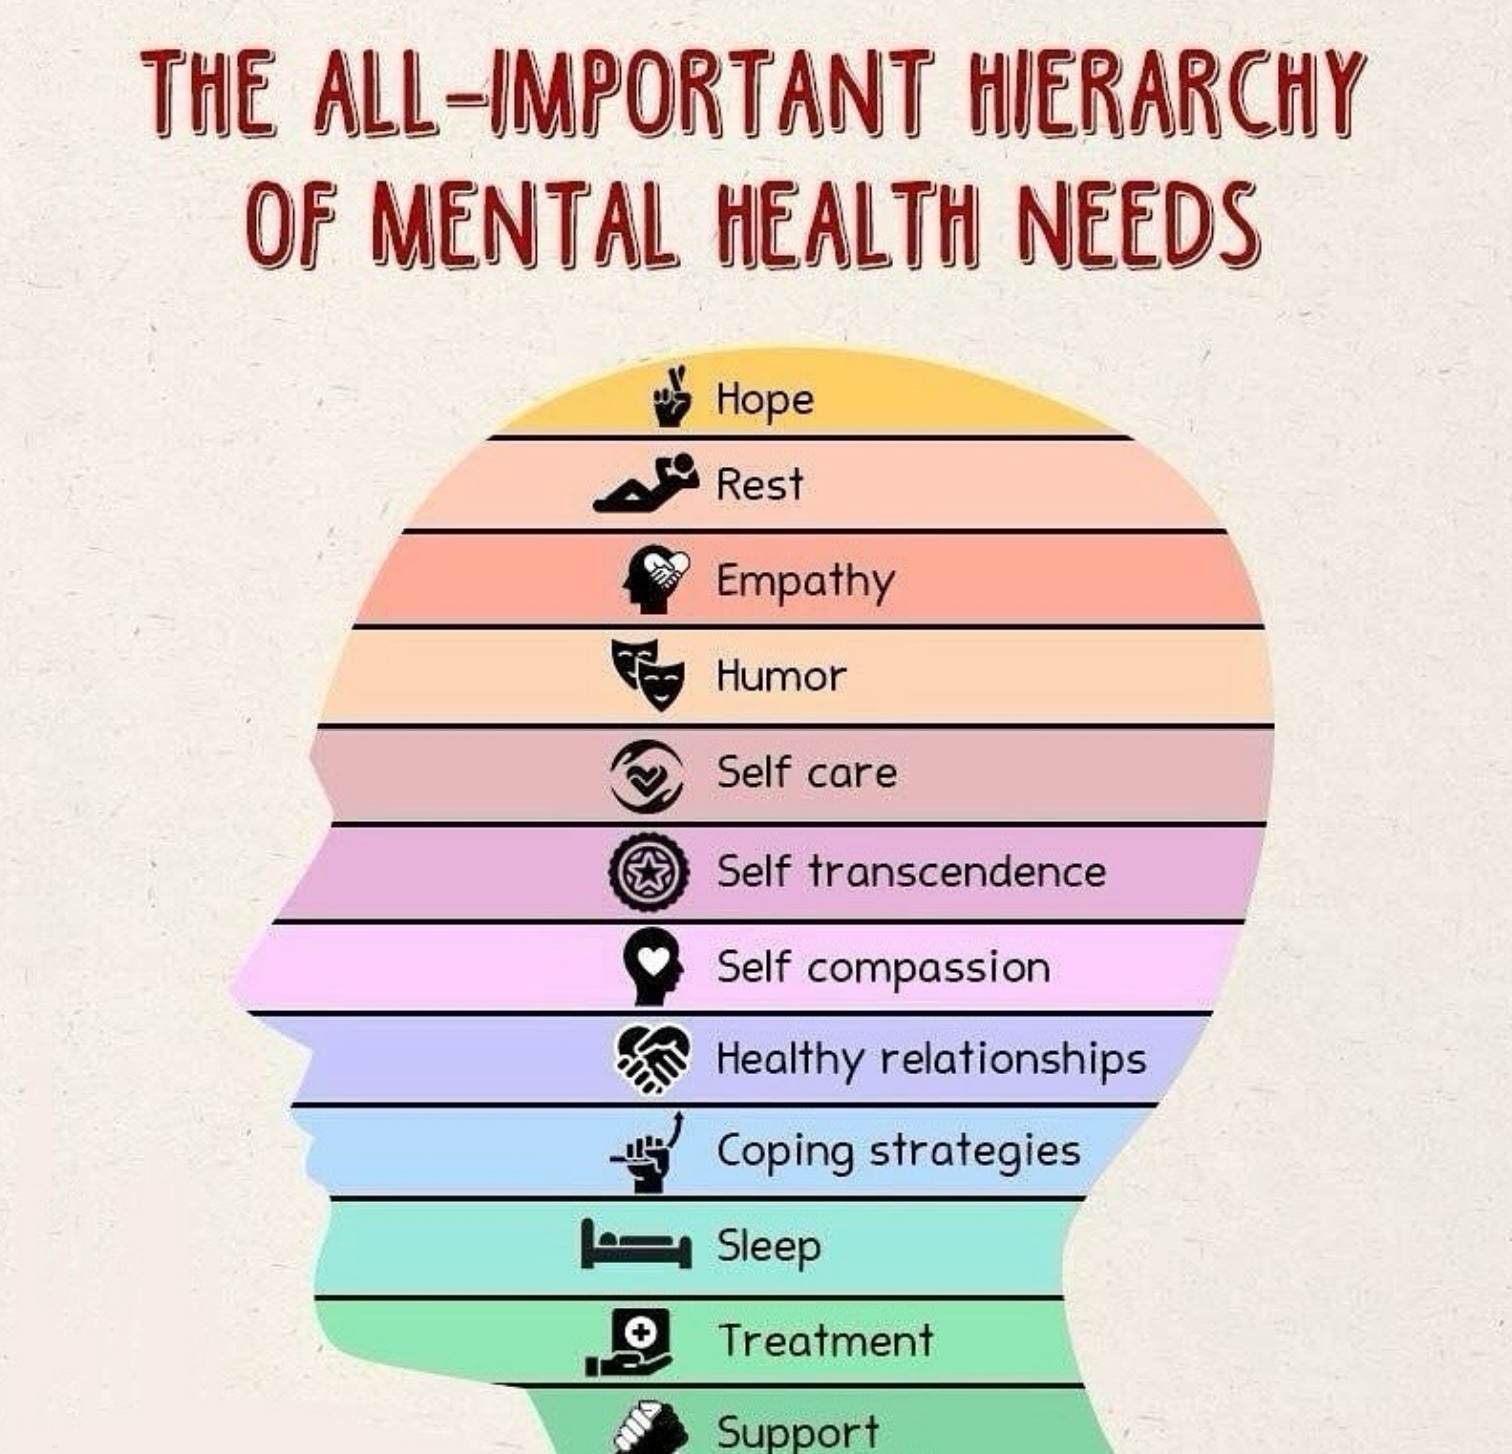 THE ALL-IMPORTANT HIERARCHY
OF MENTAL HEALTH NEEDS
Hope
Rest
Empathy
Humor
Self care
Self transcendence
Self compassion
Healthy relationships
Coping strategies
Sleep
Treatment
Support